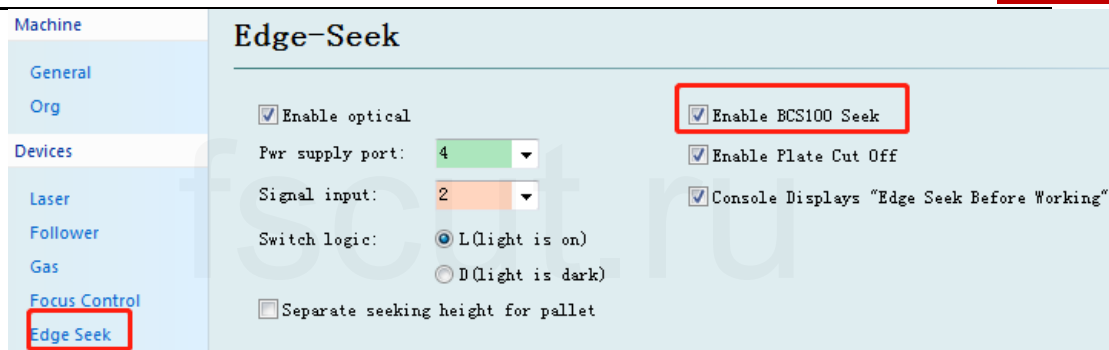 Machine
General
Org
Devices
Laser
Follower
Gas
Focus Control
Edge Seek
Edge-Seek
Enable optical
Pwr supply port: 4
Signal input: 2
Switch logic: L(light is on)
D(light is dark)
Separate seeking height for pallet
Enable BCS100 Seek
Enable Plate Cut Off
Console Displays "Edge Seek Before Working"
fscut.ru